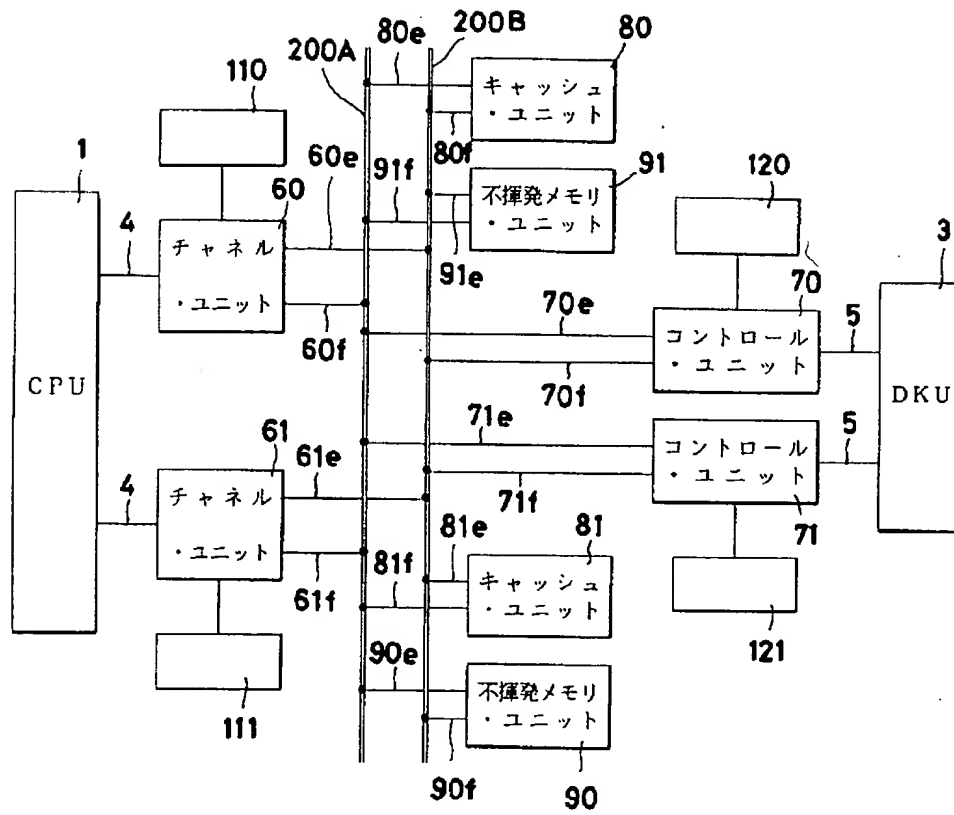 80e
200B
80
200A
キャッシュ
・ユニット
110
80f
1
60e
91f
不揮発メモリ
・ユニット
91
120
4
60
チャネル
・ユニット
91e
3
70
60f
70e
コントロール
・ユニット
5
70f
CPU
DKU
61
61e
71e
コントロール
・ユニット
5
4
チャネル
・ユニット
71f
71
81e
81
61f
81f
キャッシュ
・ユニット
121
90e
不揮発メモリ
・ユニット
111
90f
90